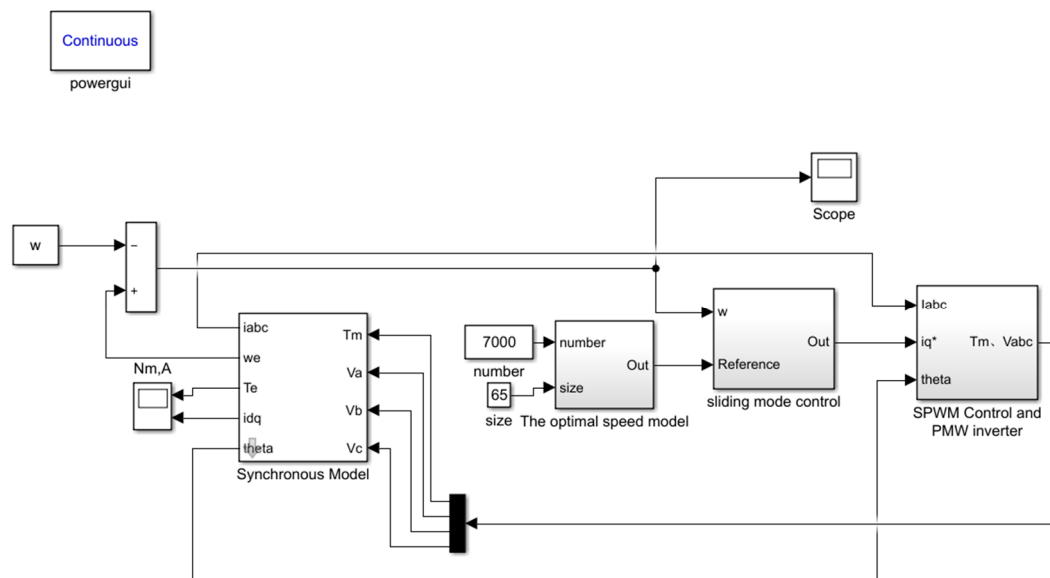 Continuous
powergui
Scope
w
−
+
iabc
we
Te
idq
theta
Tm
Va
Vb
Vc
Synchronous Model
Nm,A
7000
number
65
size
number
size
Out
The optimal speed model
w
Reference
Out
sliding mode control
Iabc
iq*
theta
Tm、Vabc
SPWM Control and
PMW inverter